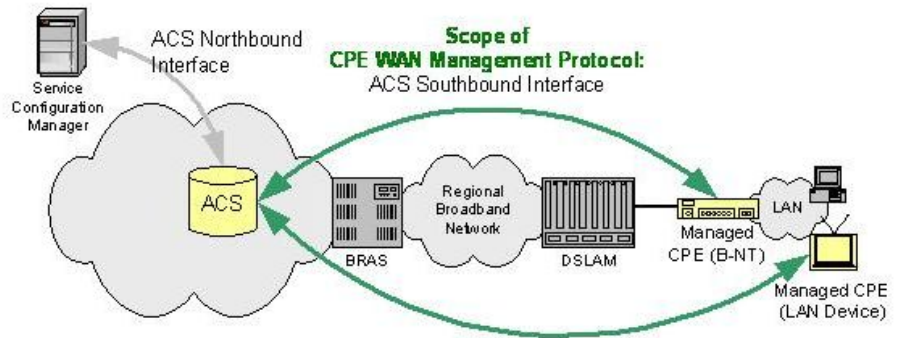 ACS Northbound
Interface
Scope of
CPE WAN Management Protocol:
ACS Southbound Interface
Service
Configuration
Manager
ACS
Regional
Broadband
Network
LAN
BRAS
DSLAM
Managed
CPE (B-NT)
Managed CPE
(LAN Device)